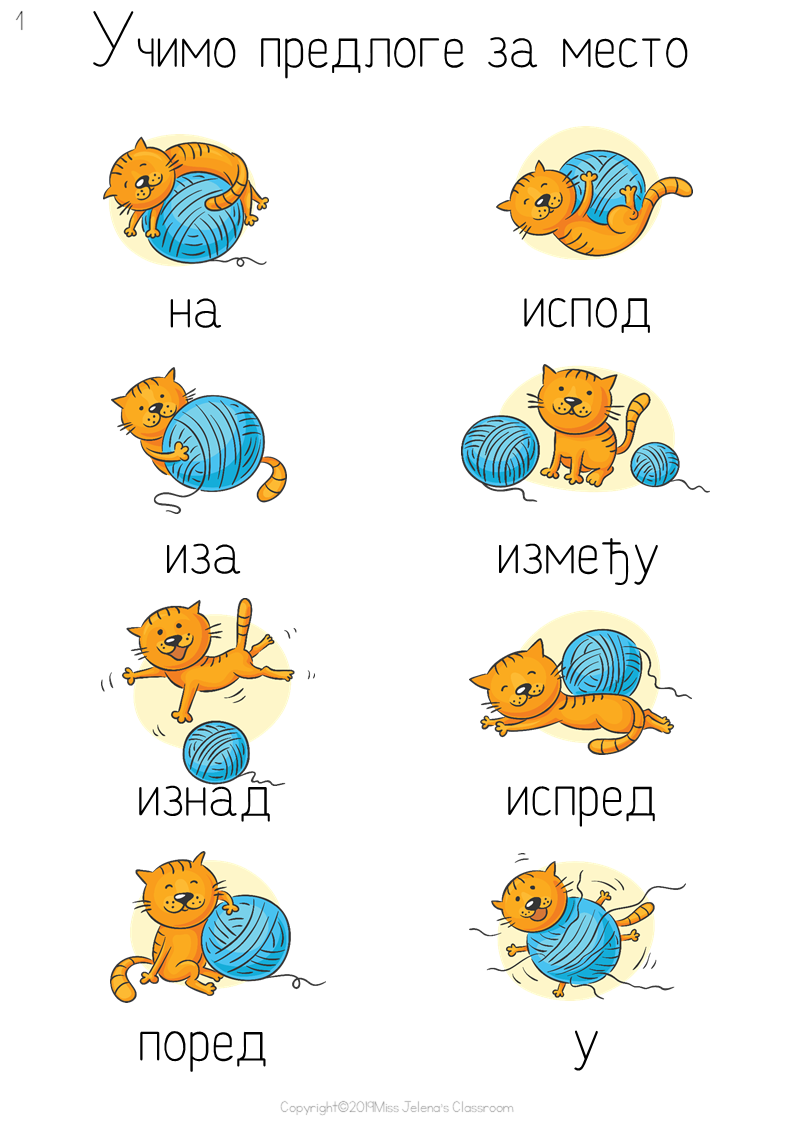 1
Учимо предлоге за место
на
испод
иза
између
изнад
испред
поред
у
Copyright©2019Miss Jelena's Classroom